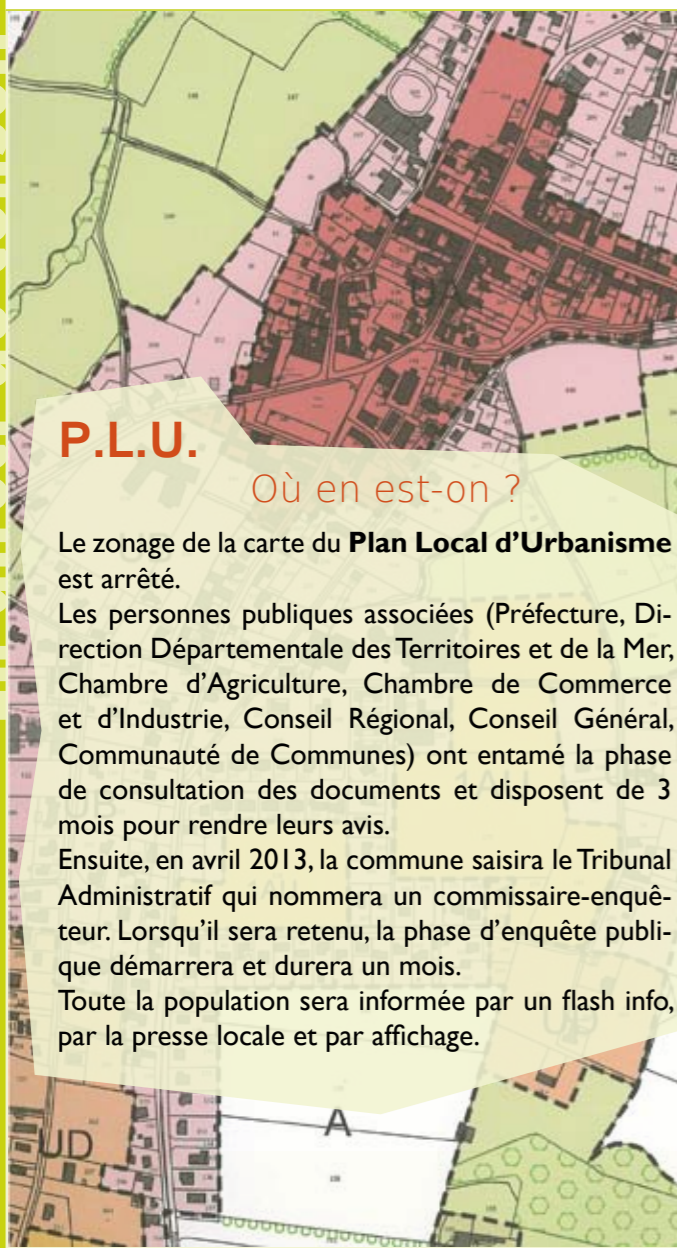 P.L.U.
Où en est-on ?
Le zonage de la carte du Plan Local d'Urbanisme
est arrêté.
Les personnes publiques associées (Préfecture, Di-
rection Départementale des Territoires et de la Mer,
Chambre d'Agriculture, Chambre de Commerce
et d'Industrie, Conseil Régional, Conseil Général,
Communauté de Communes) ont entamé la phase
de consultation des documents et disposent de 3
mois pour rendre leurs avis.
Ensuite, en avril 2013, la commune saisira le Tribunal
Administratif qui nommera un commissaire-enquê-
teur. Lorsqu'il sera retenu, la phase d'enquête publi-
que démarrera et durera un mois.
Toute la population sera informée par un flash info,
par la presse locale et par affichage.
A
UD